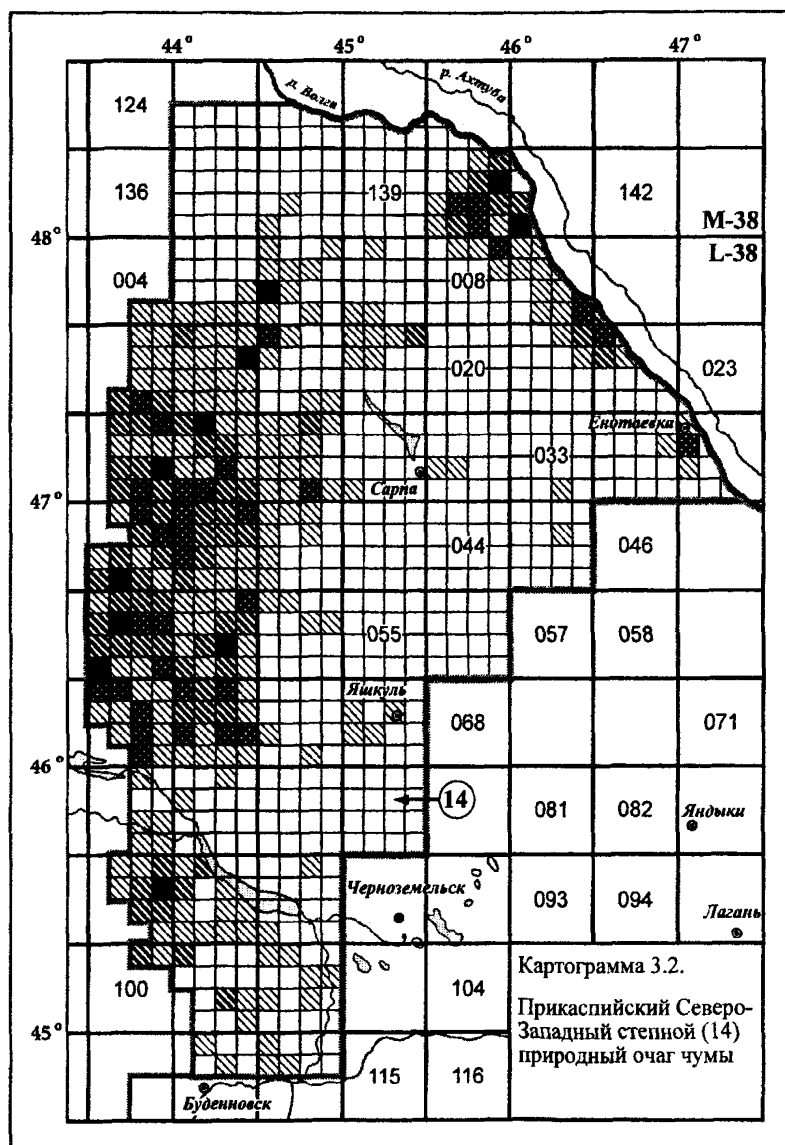 44°
45°
46°
47°
р. Ахтуба
д. Волга
124
136
139
142
M-38
48°
L-38
004
008
020
023
Енотаевка
033
Сарпа
47°
044
046
055
057
058
Яшкуль
068
071
46°
14
081
082
Яндыки
Черноземельск
093
094
Лагань
Картограмма 3.2.
100
104
Прикаспийский Северо-
Западный степной (14)
природный очаг чумы
45°
115
116
Буденновск